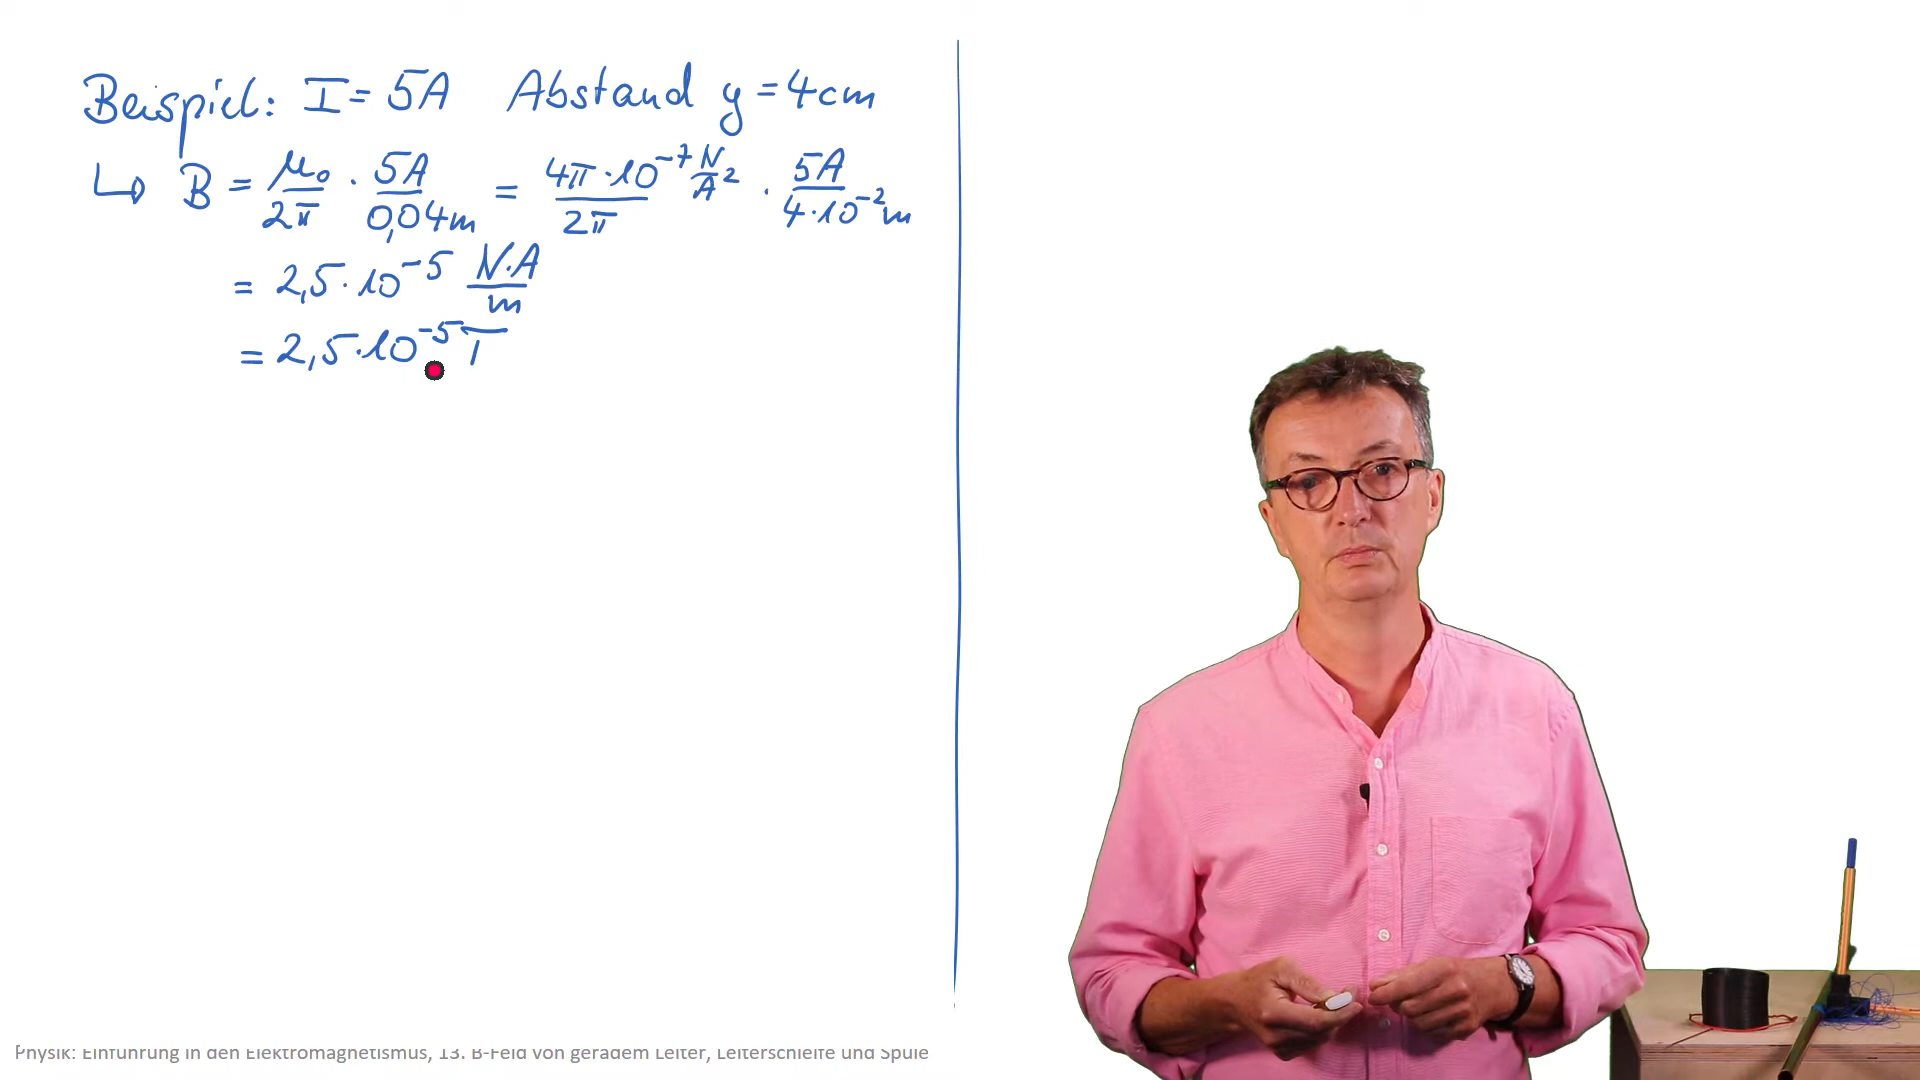 Beispiel: I = 5A Abstand y = 4cm
↳ B = μ₀/2π · 5A/0,04m = 4π·10⁻⁷ N/A²/2π · 5A/4·10⁻²m
= 2,5·10⁻⁵ N·A/m
= 2,5·10⁻⁵ T
Physik: Einführung in den Elektromagnetismus, 13. B-Feld von geradem Leiter, Leiterschleife und Spule